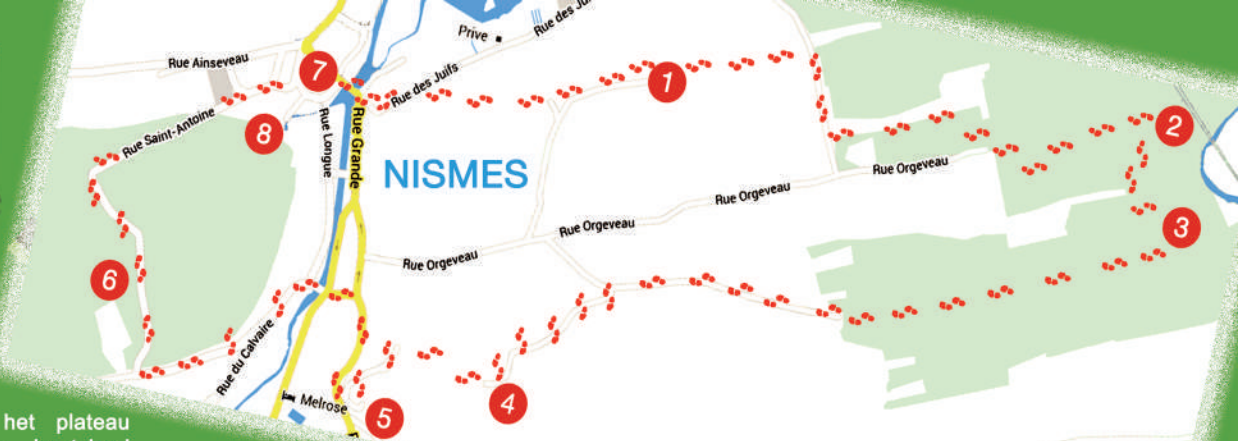 Prive
Rue des
Rue Ainseveau
7
1
Rue des Juifs
Rue Saint-Antoine
8
Rue Longue
Rue Grande
2
NISMES
Rue Orgeveau
Rue Orgeveau
Rue Orgeveau
3
Rue Orgeveau
6
Rue du Calvaire
Melrose
5
4
het plateau